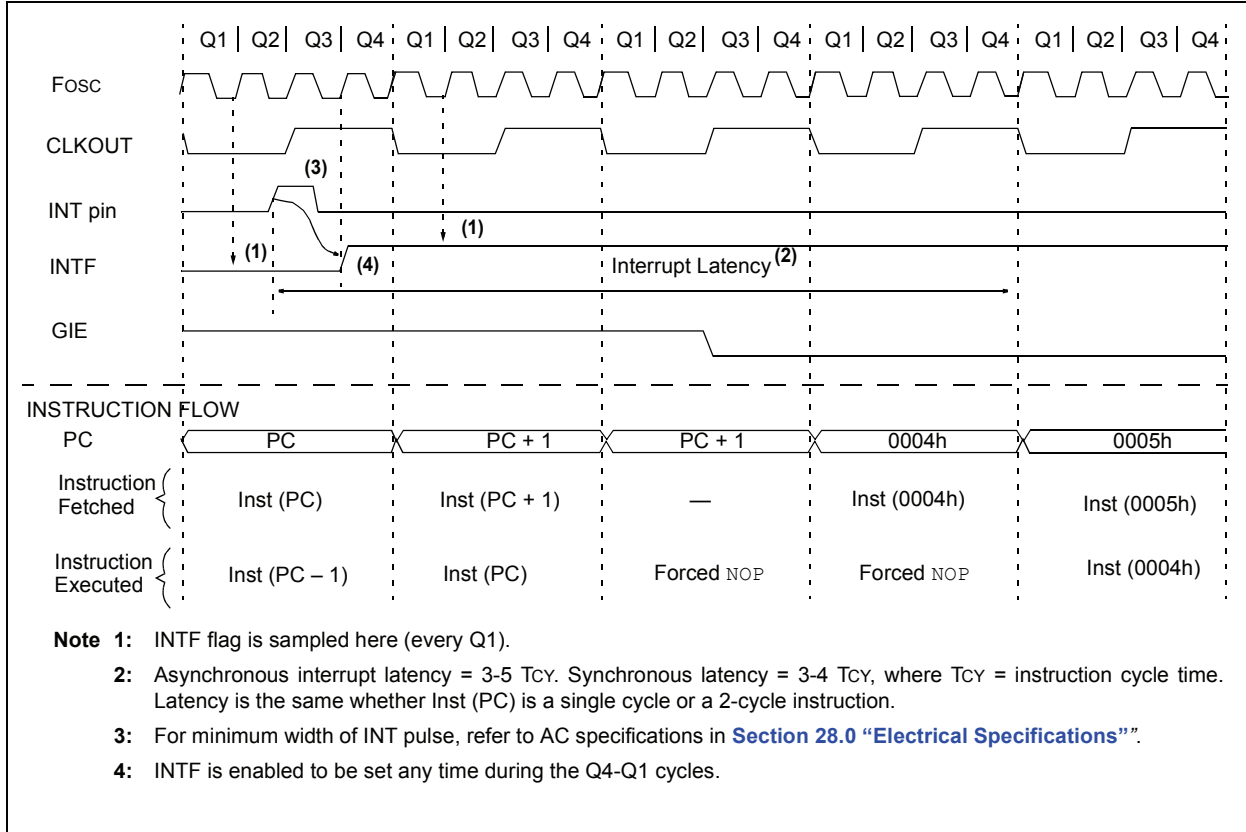 Q1 | Q2 | Q3 | Q4 Q1 | Q2 | Q3 | Q4 Q1 | Q2 | Q3 | Q4 Q1 | Q2 | Q3 | Q4 Q1 | Q2 | Q3 | Q4
FOSC
CLKOUT
(3)
INT pin
(1)
(1)
INTF
(4)
Interrupt Latency(2)
GIE
INSTRUCTION FLOW
PC PC PC + 1 PC + 1 0004h 0005h
Instruction
Fetched
Inst (PC) Inst (PC + 1) — Inst (0004h) Inst (0005h)
Instruction
Executed
Inst (PC – 1) Inst (PC) Forced NOP Forced NOP Inst (0004h)
Note 1: INTF flag is sampled here (every Q1).
2: Asynchronous interrupt latency = 3-5 TCY. Synchronous latency = 3-4 TCY, where TCY = instruction cycle time.
Latency is the same whether Inst (PC) is a single cycle or a 2-cycle instruction.
3: For minimum width of INT pulse, refer to AC specifications in Section 28.0 “Electrical Specifications””.
4: INTF is enabled to be set any time during the Q4-Q1 cycles.